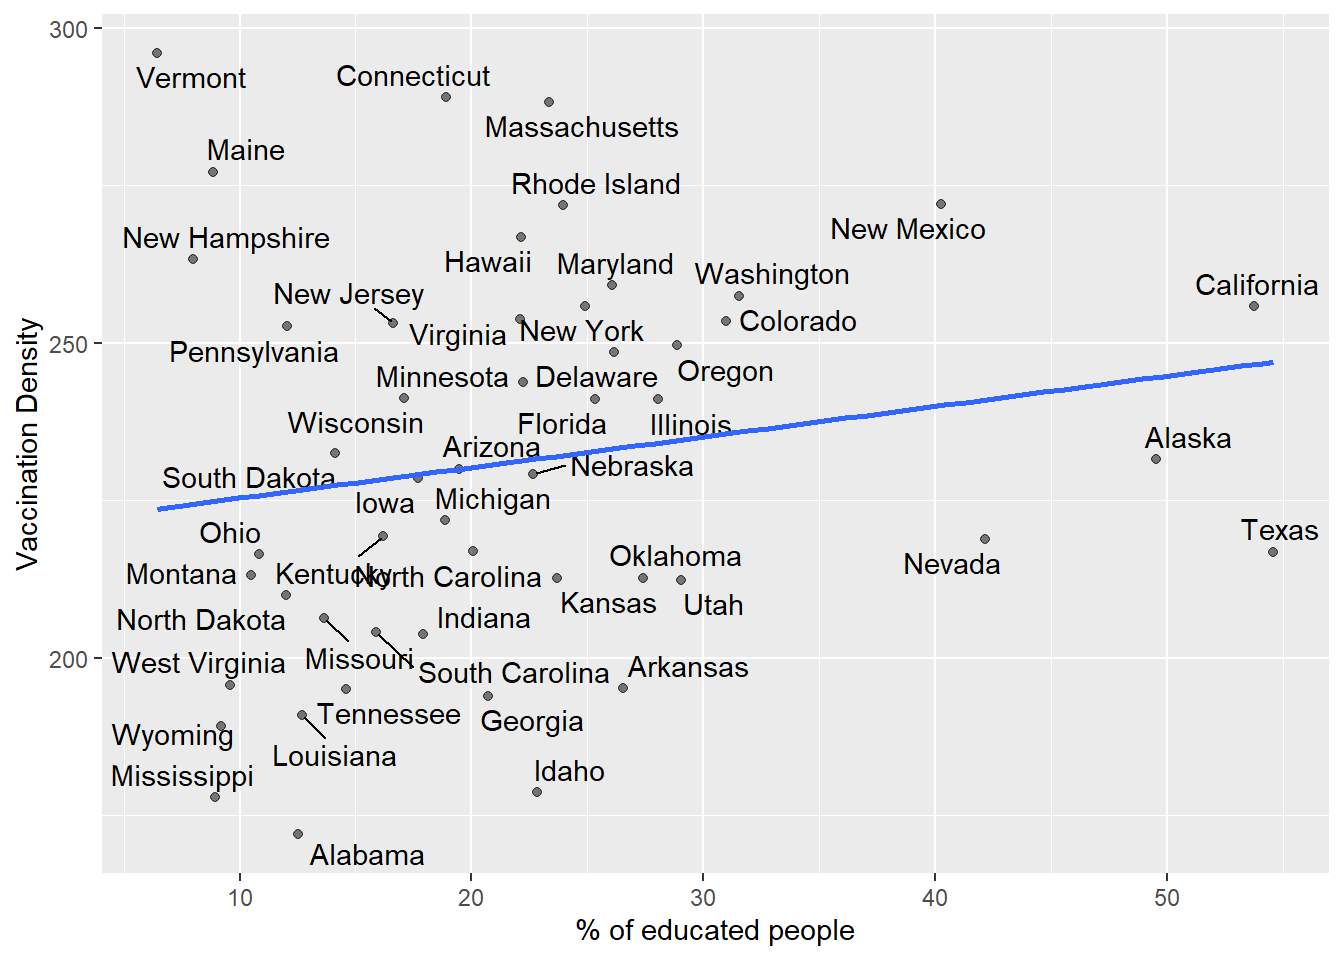 300
Vermont
Connecticut
Massachusetts
Maine
Rhode Island
New Mexico
New Hampshire
Hawaii
Maryland
Washington
California
New Jersey
Colorado
Virginia
New York
250
Pennsylvania
Oregon
Minnesota
Delaware
Wisconsin
Florida
Illinois
Arizona
Alaska
Nebraska
South Dakota
Iowa
Michigan
Ohio
Texas
Oklahoma
Nevada
Montana
Kentucky
North Carolina
Kansas
Utah
North Dakota
Indiana
Missouri
West Virginia
200
South Carolina
Arkansas
Tennessee
Georgia
Wyoming
Louisiana
Idaho
Mississippi
Alabama
10 20 30 40 50
% of educated people
Vaccination Density